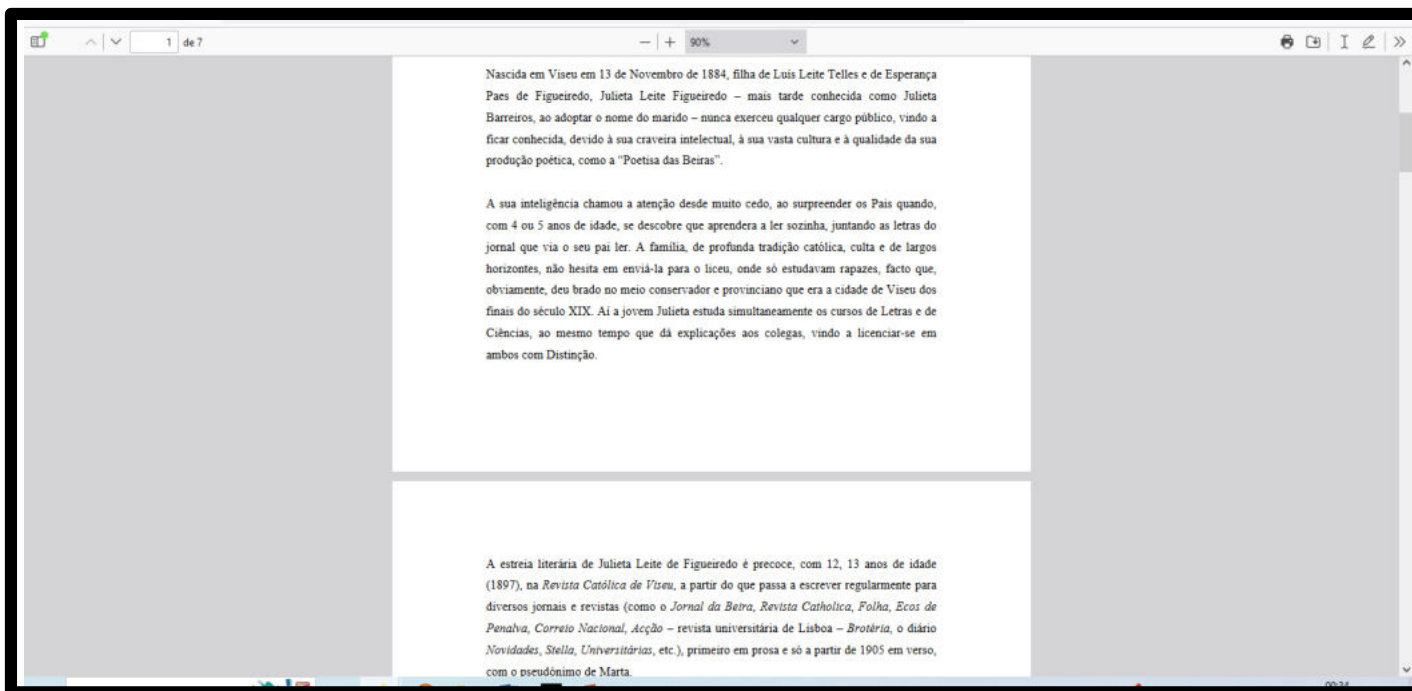 1 de 7
90%
Nascida em Viseu em 13 de Novembro de 1884, filha de Luís Leite Telles e de Esperança
Paes de Figueiredo, Julieta Leite Figueiredo – mais tarde conhecida como Julieta
Barreiros, ao adoptar o nome do marido – nunca exerceu qualquer cargo público, vindo a
ficar conhecida, devido à sua craveira intelectual, à sua vasta cultura e à qualidade da sua
produção poética, como a “Poetisa das Beiras”.
A sua inteligência chamou a atenção desde muito cedo, ao surpreender os Pais quando,
com 4 ou 5 anos de idade, se descobre que aprendera a ler sozinha, juntando as letras do
jornal que via o seu pai ler. A família, de profunda tradição católica, culta e de largos
horizontes, não hesita em enviá-la para o liceu, onde só estudavam rapazes, facto que,
obviamente, deu brado no meio conservador e provinciano que era a cidade de Viseu dos
finais do século XIX. Aí a jovem Julieta estuda simultaneamente os cursos de Letras e de
Ciências, ao mesmo tempo que dá explicações aos colegas, vindo a licenciar-se em
ambos com Distinção.
A estreia literária de Julieta Leite de Figueiredo é precoce, com 12, 13 anos de idade
(1897), na Revista Católica de Viseu, a partir do que passa a escrever regularmente para
diversos jornais e revistas (como o Jornal da Beira, Revista Catholica, Folha, Ecos de
Penalva, Correio Nacional, Acção – revista universitária de Lisboa – Brotéria, o diário
Novidades, Stella, Universitárias, etc.), primeiro em prosa e só a partir de 1905 em verso,
com o pseudónimo de Marta.
00:34